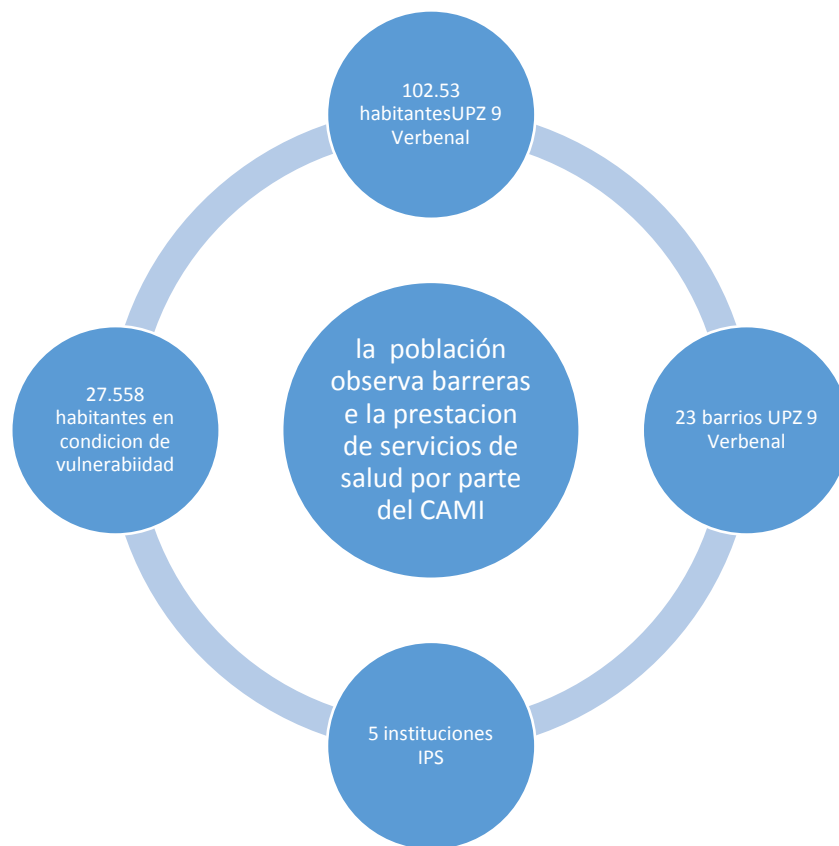 102.53
habitantesUPZ 9
Verbenal
la población
observa barreras
e la prestacion
de servicios de
salud por parte
del CAMI
27.558
habitantes en
condicion de
vulnerabiidad
23 barrios UPZ 9
Verbenal
5 instituciones
IPS